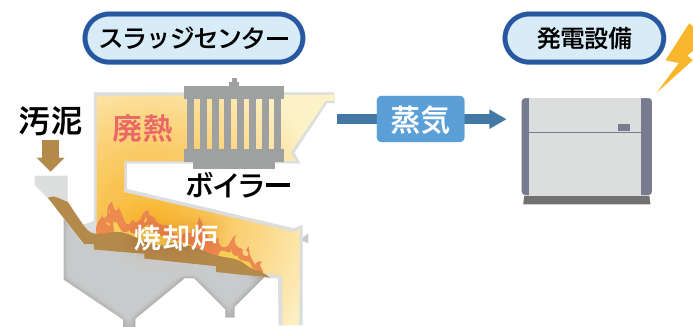 スラッジセンター
発電設備
汚泥
廃熱
蒸気
ボイラー
焼却炉